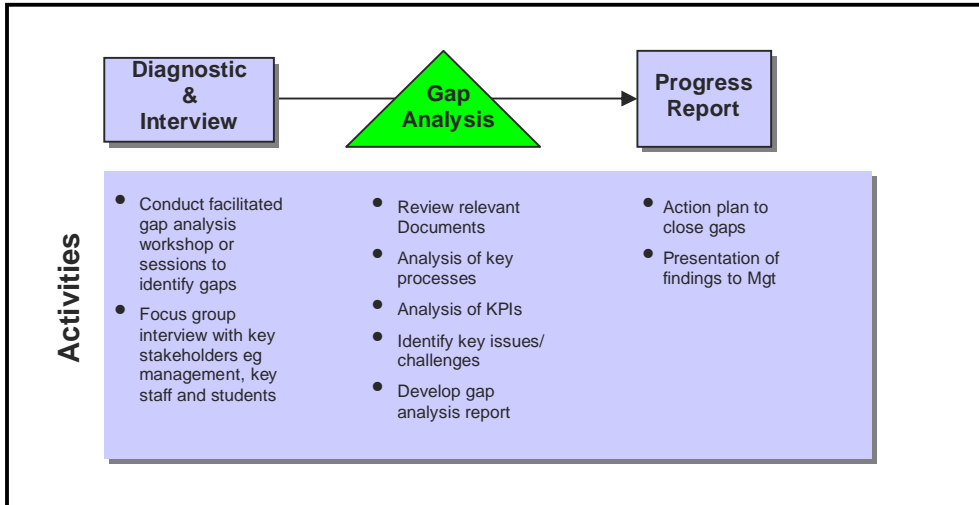 Diagnostic
&
Interview
Gap
Analysis
Progress
Report
Activities
• Conduct facilitated
gap analysis
workshop or
sessions to
identify gaps
• Focus group
interview with key
stakeholders eg
management, key
staff and students
• Review relevant
Documents
• Analysis of key
processes
• Analysis of KPIs
• Identify key issues/
challenges
• Develop gap
analysis report
• Action plan to
close gaps
• Presentation of
findings to Mgt